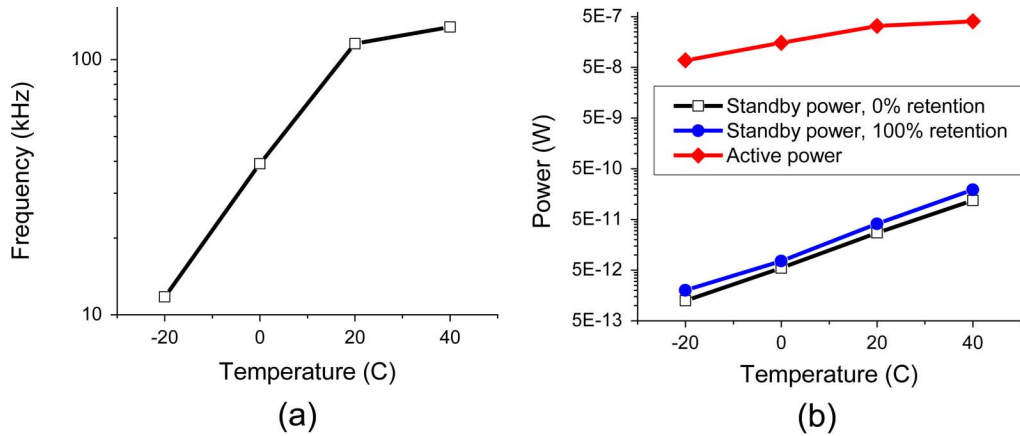 Frequency (kHz)
100
10
-20 0 20 40
Temperature (C)
(a)
Power (W)
5E-7
5E-8
5E-9
5E-10
5E-11
5E-12
5E-13
Standby power, 0% retention
Standby power, 100% retention
Active power
-20 0 20 40
Temperature (C)
(b)